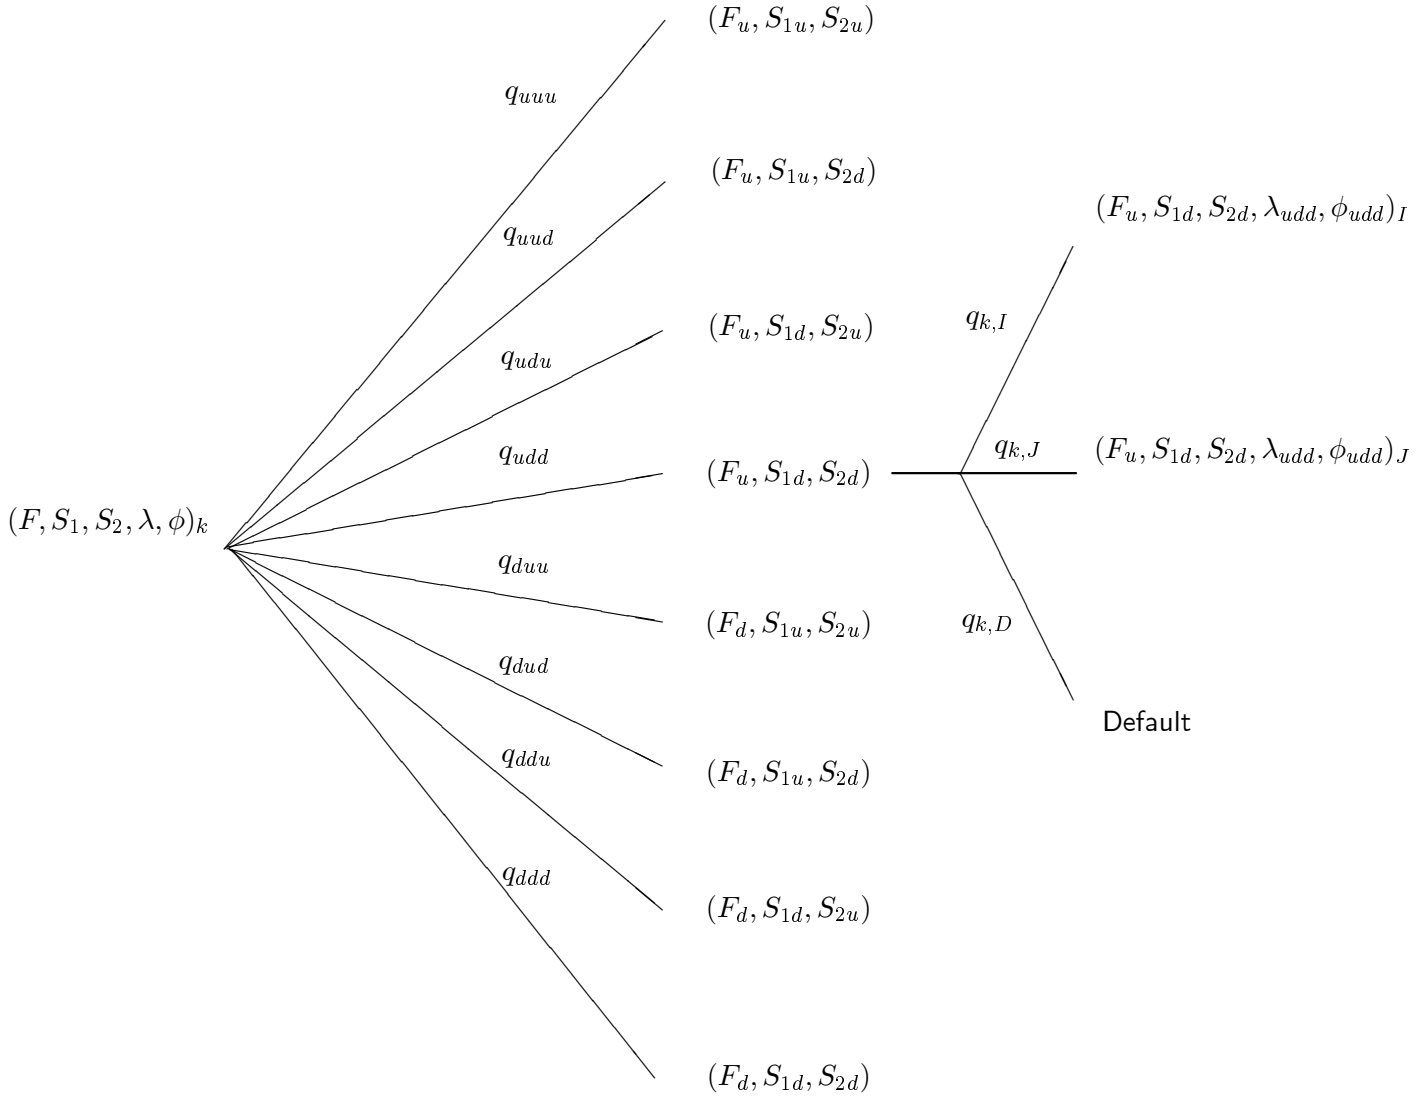 (F_u, S_{1u}, S_{2u})
q_{uuu}
(F_u, S_{1u}, S_{2d})
(F_u, S_{1d}, S_{2d}, λ_{udd}, ϕ_{udd})_I
q_{uud}
q_{k,I}
(F_u, S_{1d}, S_{2u})
q_{udu}
q_{k,J}
(F_u, S_{1d}, S_{2d}, λ_{udd}, ϕ_{udd})_J
q_{udd}
(F_u, S_{1d}, S_{2d})
(F, S_1, S_2, λ, ϕ)_k
q_{duu}
(F_d, S_{1u}, S_{2u})
q_{k,D}
q_{dud}
Default
q_{ddu}
(F_d, S_{1u}, S_{2d})
q_{ddd}
(F_d, S_{1d}, S_{2u})
(F_d, S_{1d}, S_{2d})